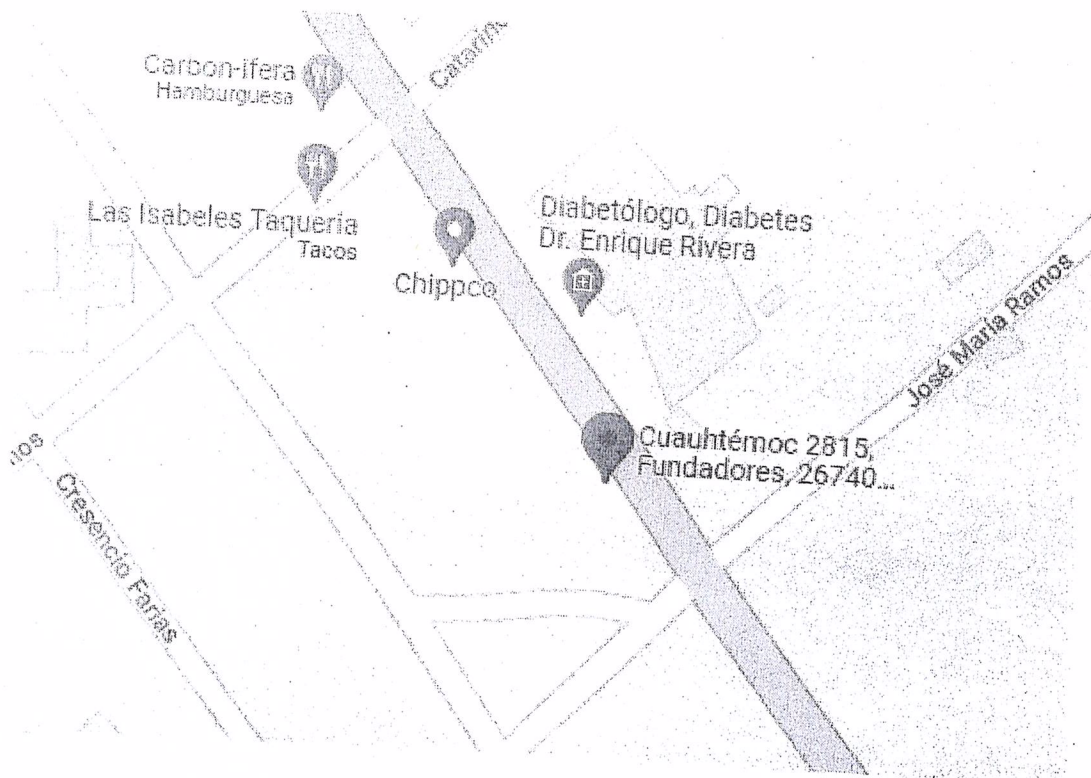 Carbon-ifera
Hamburguesa
Las Isabeles Taqueria
Tacos
Chippco
Diabetólogo, Diabetes
Dr. Enrique Rivera
José María Ramos
Cuauhtémoc 2815,
Fundadores, 26740...
Cresencio Farias